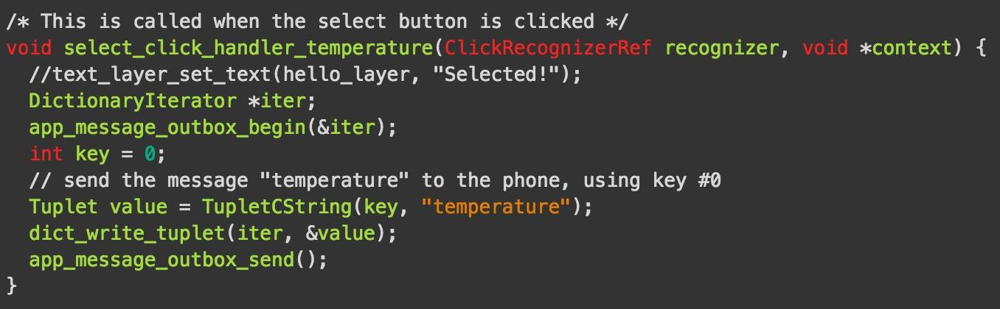 /* This is called when the select button is clicked */
void select_click_handler_temperature(ClickRecognizerRef recognizer, void *context) {
  //text_layer_set_text(hello_layer, "Selected!");
  DictionaryIterator *iter;
  app_message_outbox_begin(&iter);
  int key = 0;
  // send the message "temperature" to the phone, using key #0
  Tuplet value = TupletCString(key, "temperature");
  dict_write_tuplet(iter, &value);
  app_message_outbox_send();
}